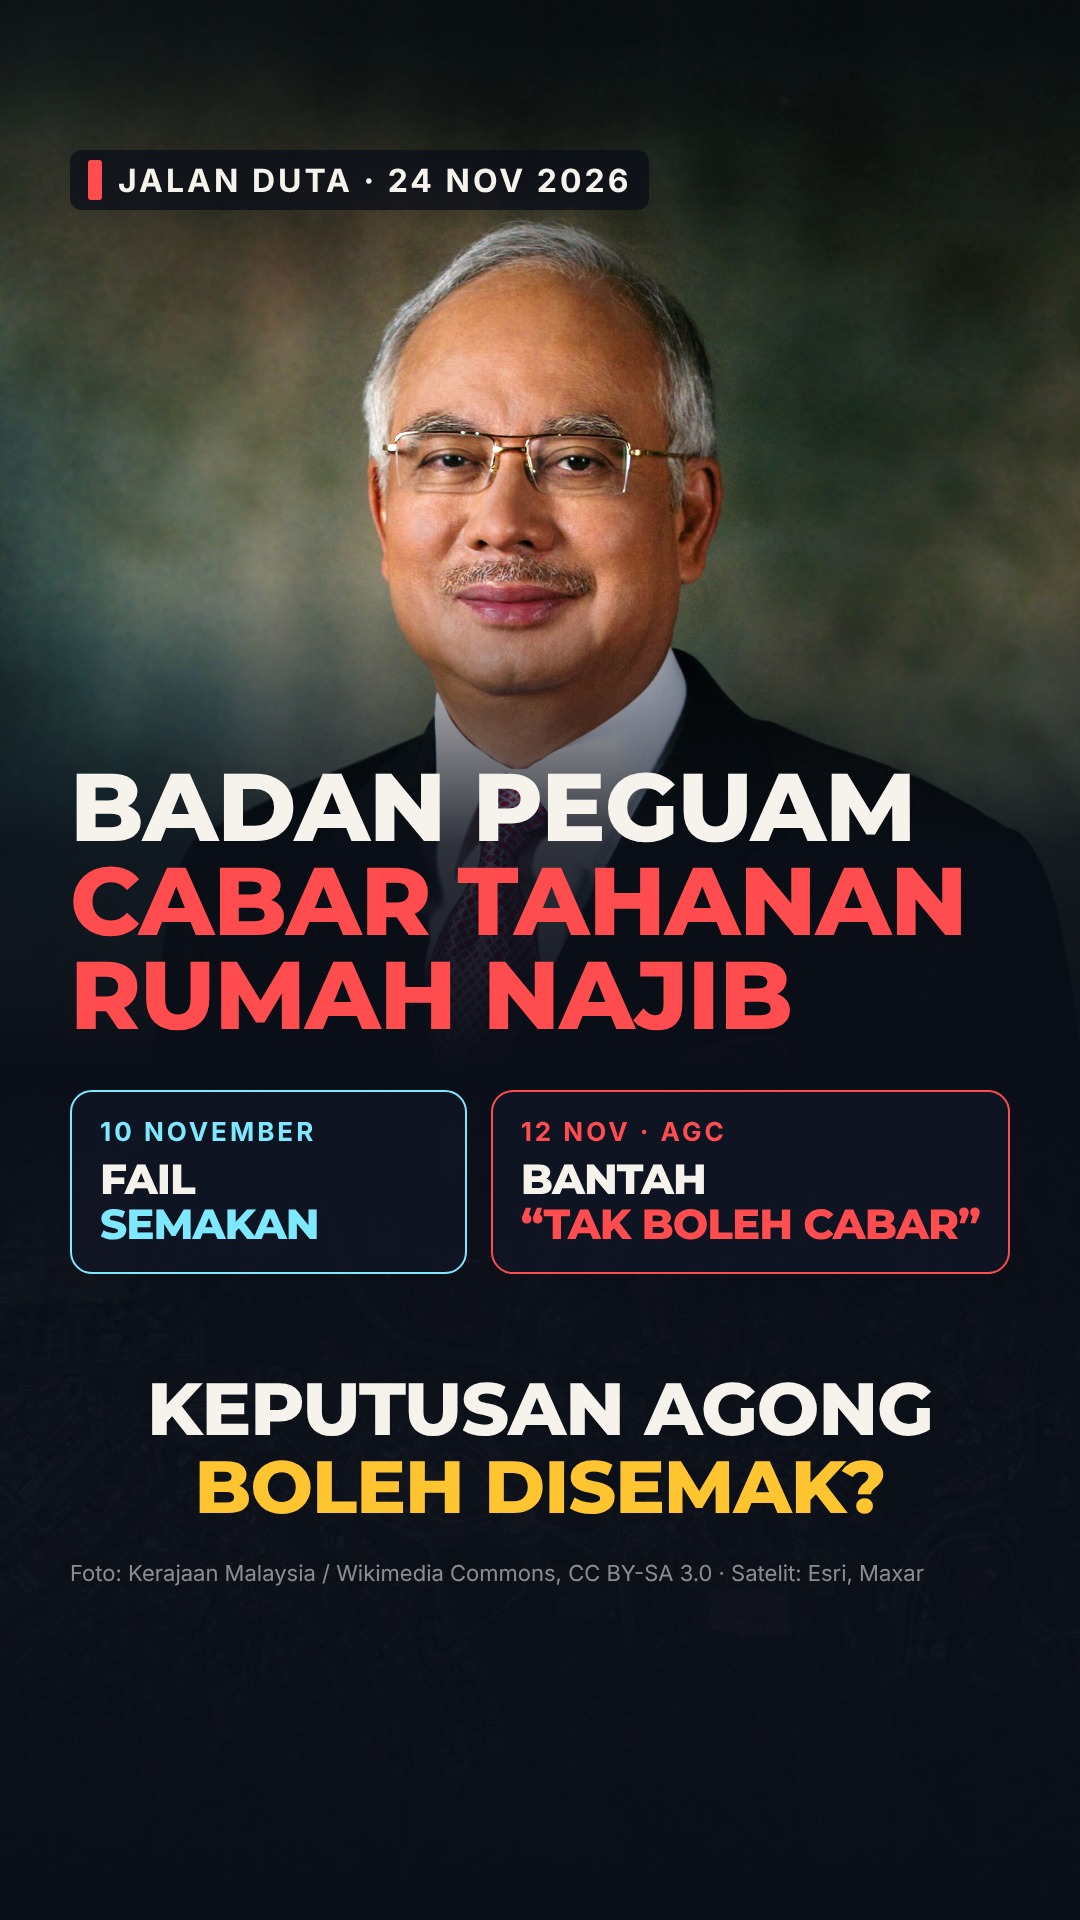 JALAN DUTA · 24 NOV 2026
BADAN PEGUAM
CABAR TAHANAN
RUMAH NAJIB
10 NOVEMBER
FAIL
SEMAKAN
12 NOV · AGC
BANTAH
“TAK BOLEH CABAR”
KEPUTUSAN AGONG
BOLEH DISEMAK?
Foto: Kerajaan Malaysia / Wikimedia Commons, CC BY-SA 3.0 · Satelit: Esri, Maxar